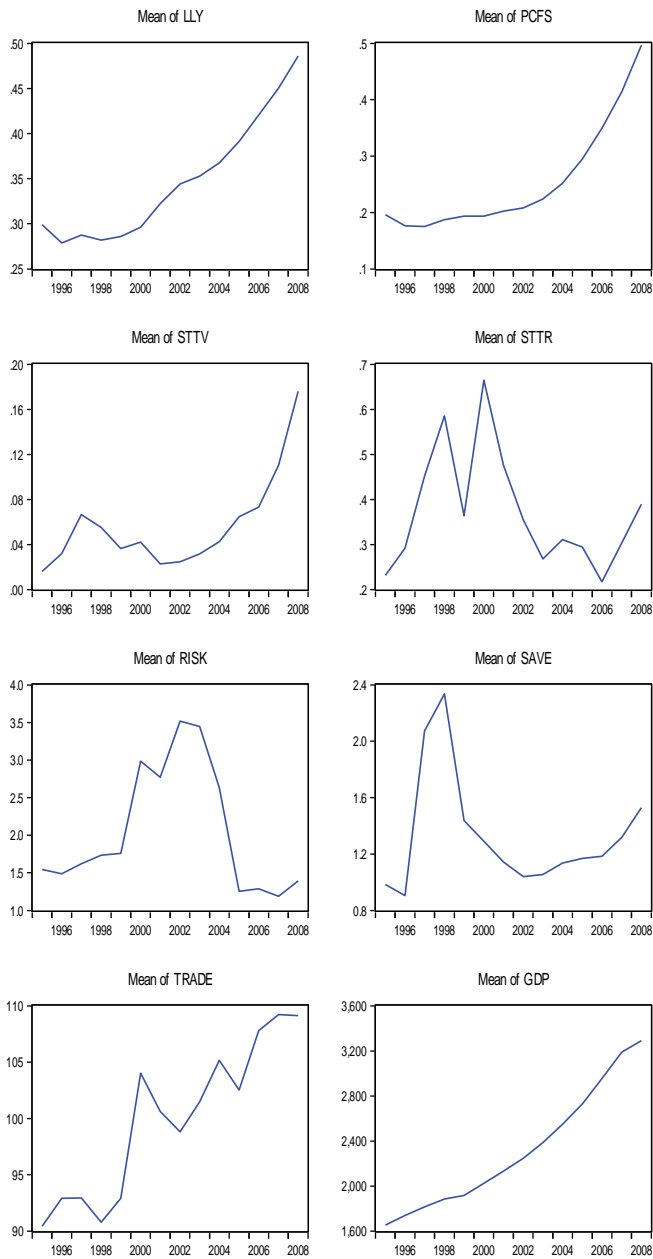 Mean of LLY
.50
.45
.40
.35
.30
.25
1996 1998 2000 2002 2004 2006 2008
Mean of PCFS
.5
.4
.3
.2
.1
1996 1998 2000 2002 2004 2006 2008
Mean of STTV
.20
.16
.12
.08
.04
.00
1996 1998 2000 2002 2004 2006 2008
Mean of STTR
.7
.6
.5
.4
.3
.2
1996 1998 2000 2002 2004 2006 2008
Mean of RISK
4.0
3.5
3.0
2.5
2.0
1.5
1.0
1996 1998 2000 2002 2004 2006 2008
Mean of SAVE
2.4
2.0
1.6
1.2
0.8
1996 1998 2000 2002 2004 2006 2008
Mean of TRADE
110
105
100
95
90
1996 1998 2000 2002 2004 2006 2008
Mean of GDP
3,600
3,200
2,800
2,400
2,000
1,600
1996 1998 2000 2002 2004 2006 2008